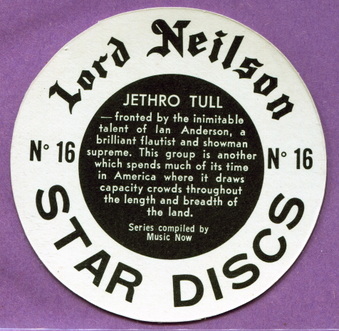 Lord Neilson
N° 16
N° 16
JETHRO TULL
— fronted by the inimitable
talent of Ian Anderson, a
brilliant flautist and showman
supreme. This group is another
which spends much of its time
in America where it draws
capacity crowds throughout
the length and breadth of
the land.
Series compiled by
Music Now
STAR DISCS